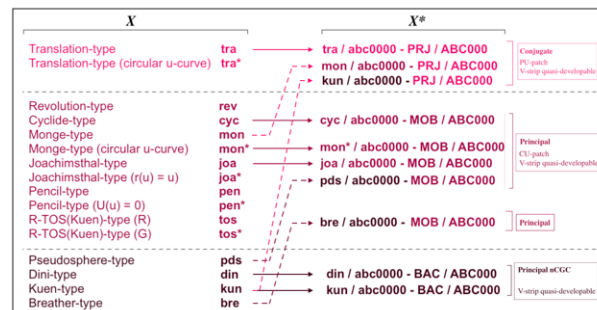 X X*
Translation-type tra tra / abc0000 - PRJ / ABC000
Translation-type (circular u-curve) tra* mon / abc0000 - PRJ / ABC000
kun / abc0000 - PRJ / ABC000
Conjugate
PU-patch
V-strip quasi-developable
Revolution-type rev
Cyclide-type cyc cyc / abc0000 - MOB / ABC000
Monge-type mon
Monge-type (circular u-curve) mon* mon* / abc0000 - MOB / ABC000
Joachimsthal-type joa joa / abc0000 - MOB / ABC000
Joachimsthal-type (r(u) = u) joa* pds / abc0000 - MOB / ABC000
Principal
CU-patch
V-strip quasi-developable
Pencil-type pen
Pencil-type (U(u) = 0) pen*
R-TOS(Kuen)-type (R) tos bre / abc0000 - MOB / ABC000
Principal
R-TOS(Kuen)-type (G) tos*
Pseudosphere-type pds
Dini-type din din / abc0000 - BAC / ABC000
Kuen-type kun kun / abc0000 - BAC / ABC000
Breather-type bre
Principal nCGC
V-strip quasi-developable